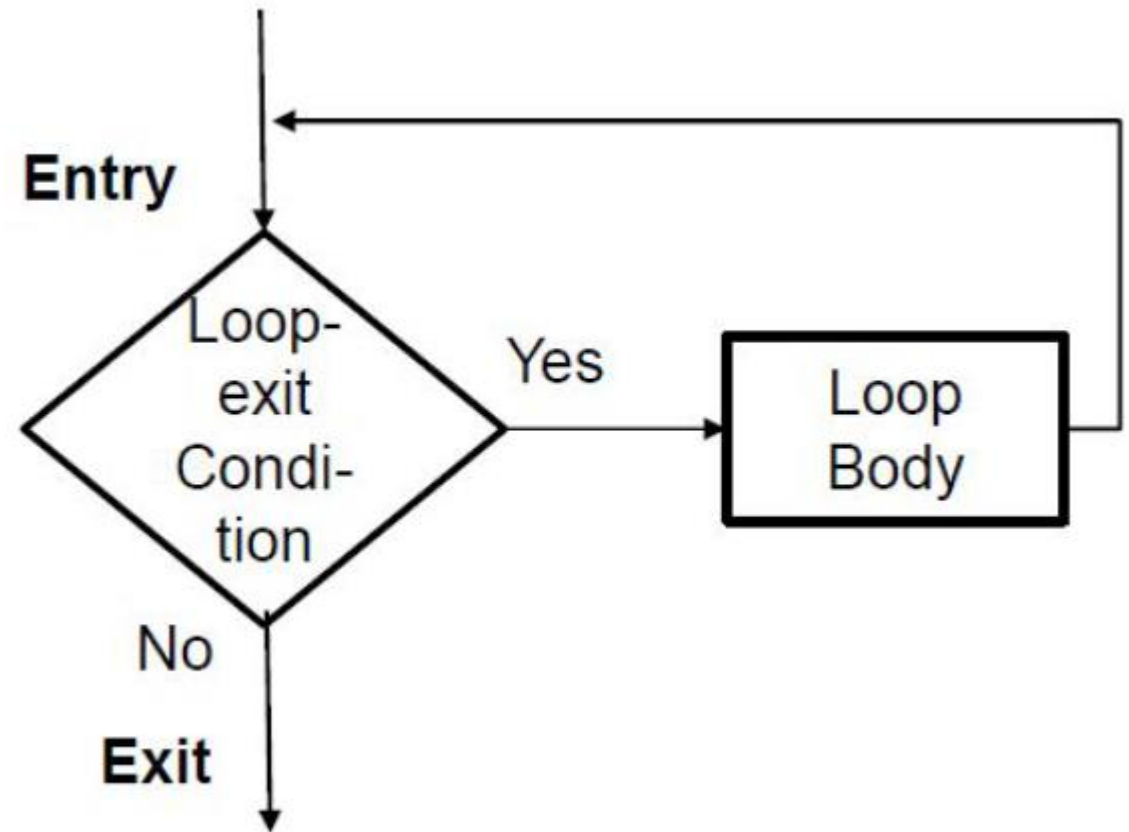 Entry
Loop-
exit
Condi-
tion
Yes
Loop
Body
No
Exit